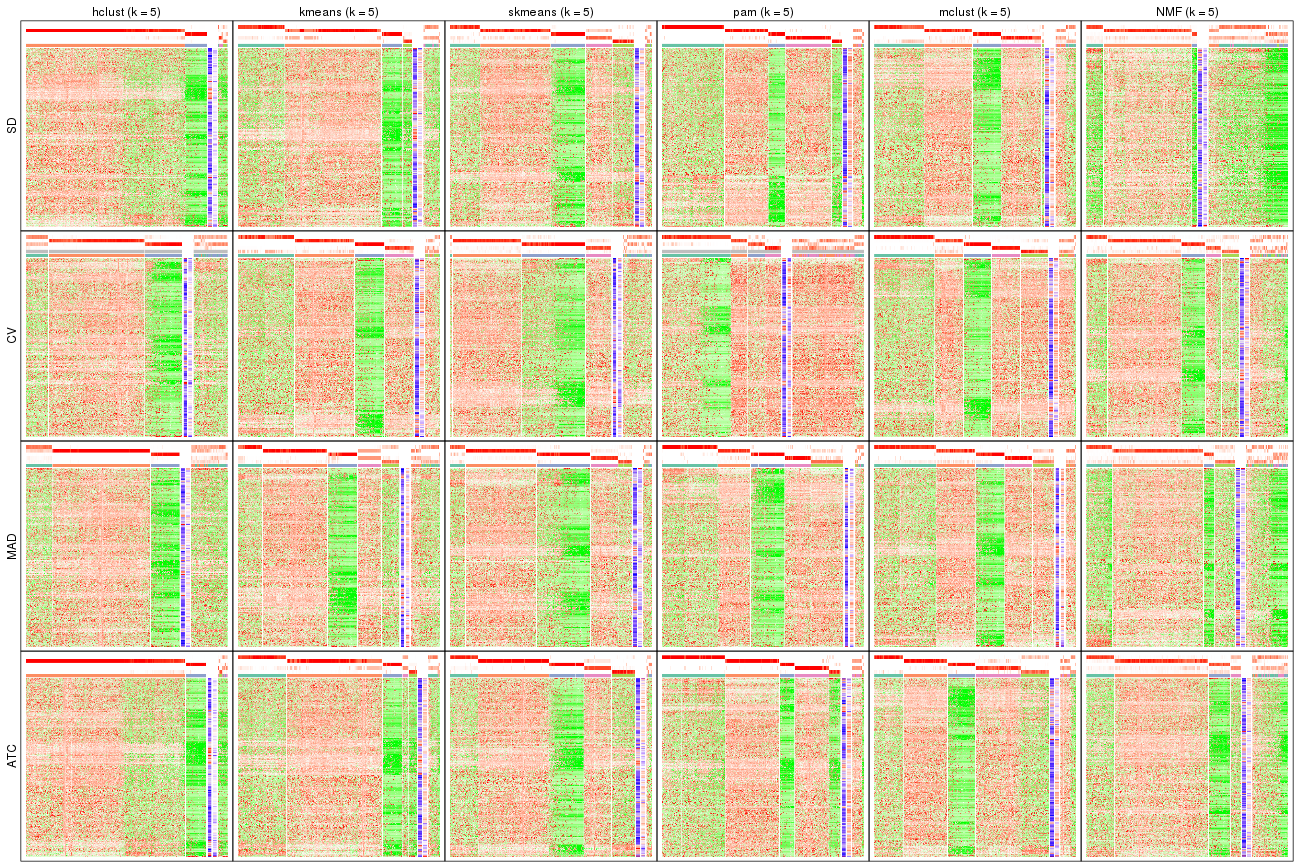 hclust (k = 5) kmeans (k = 5) skmeans (k = 5) pam (k = 5) mclust (k = 5) NMF (k = 5)
SD
CV
MAD
ATC